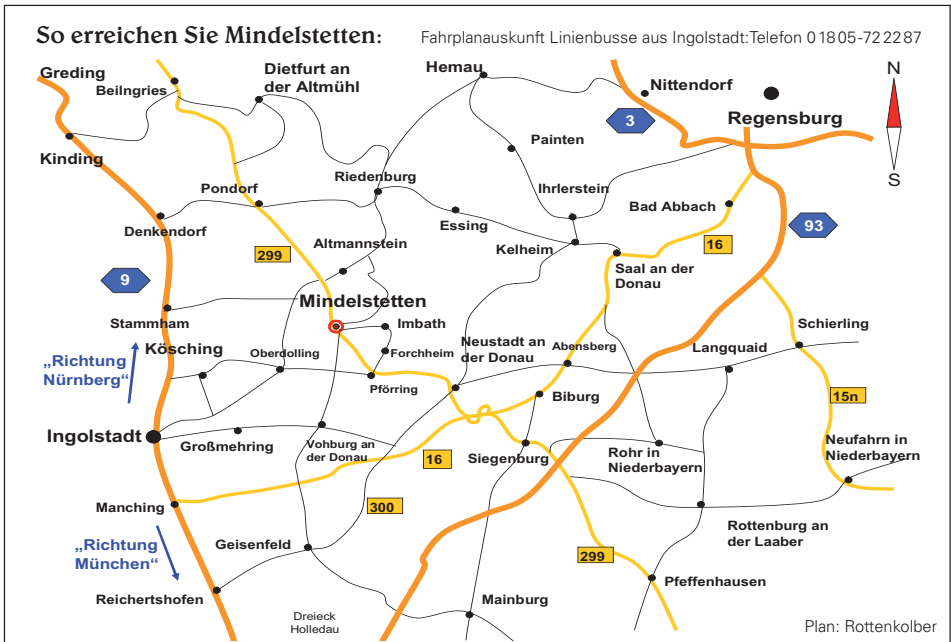 So erreichen Sie Mindelstetten:
Fahrplanauskunft Linienbusse aus Ingolstadt:Telefon 01805-722287
Greding
Beilngries
Dietfurt an
der Altmühl
Hemau
Nittendorf
N
3
Regensburg
Kinding
Painten
S
Riedenburg
Pondorf
Ihrlerstein
Bad Abbach
Denkendorf
Essing
93
Altmannstein
Kelheim
16
299
Saal an der
Donau
9
Mindelstetten
Stammham
Imbath
Schierling
Kösching
Oberdolling
Forchheim
Neustadt an
der Donau
Abensberg
Langquaid
„Richtung
Nürnberg“
Pförring
Biburg
15n
Ingolstadt
Großmehring
Vohburg an
der Donau
16
Siegenburg
Rohr in
Niederbayern
Neufahrn in
Niederbayern
Manching
300
„Richtung
München“
Geisenfeld
Rottenburg an
der Laaber
299
Pfeffenhausen
Reichertshofen
Mainburg
Dreieck
Holledau
Plan: Rottenkolber